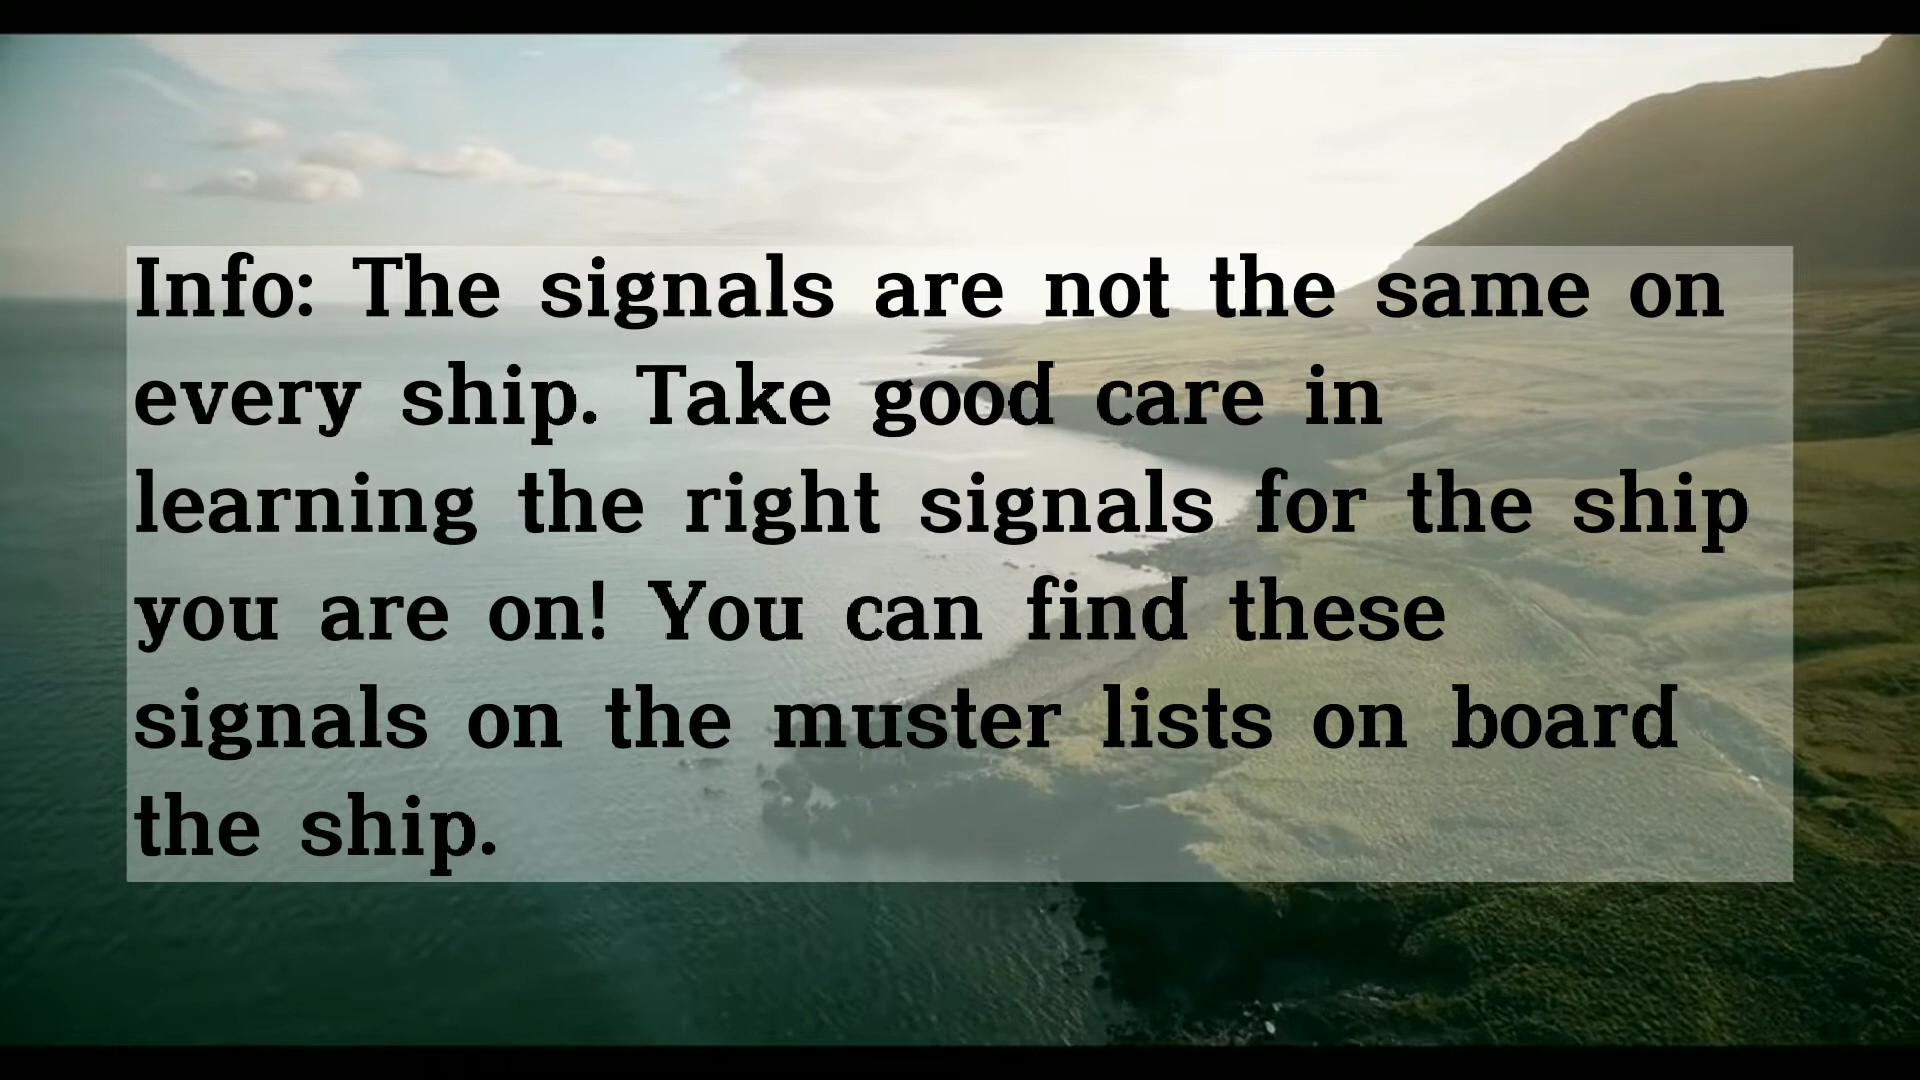 Info: The signals are not the same on
every ship. Take good care in
learning the right signals for the ship
you are on! You can find these
signals on the muster lists on board
the ship.